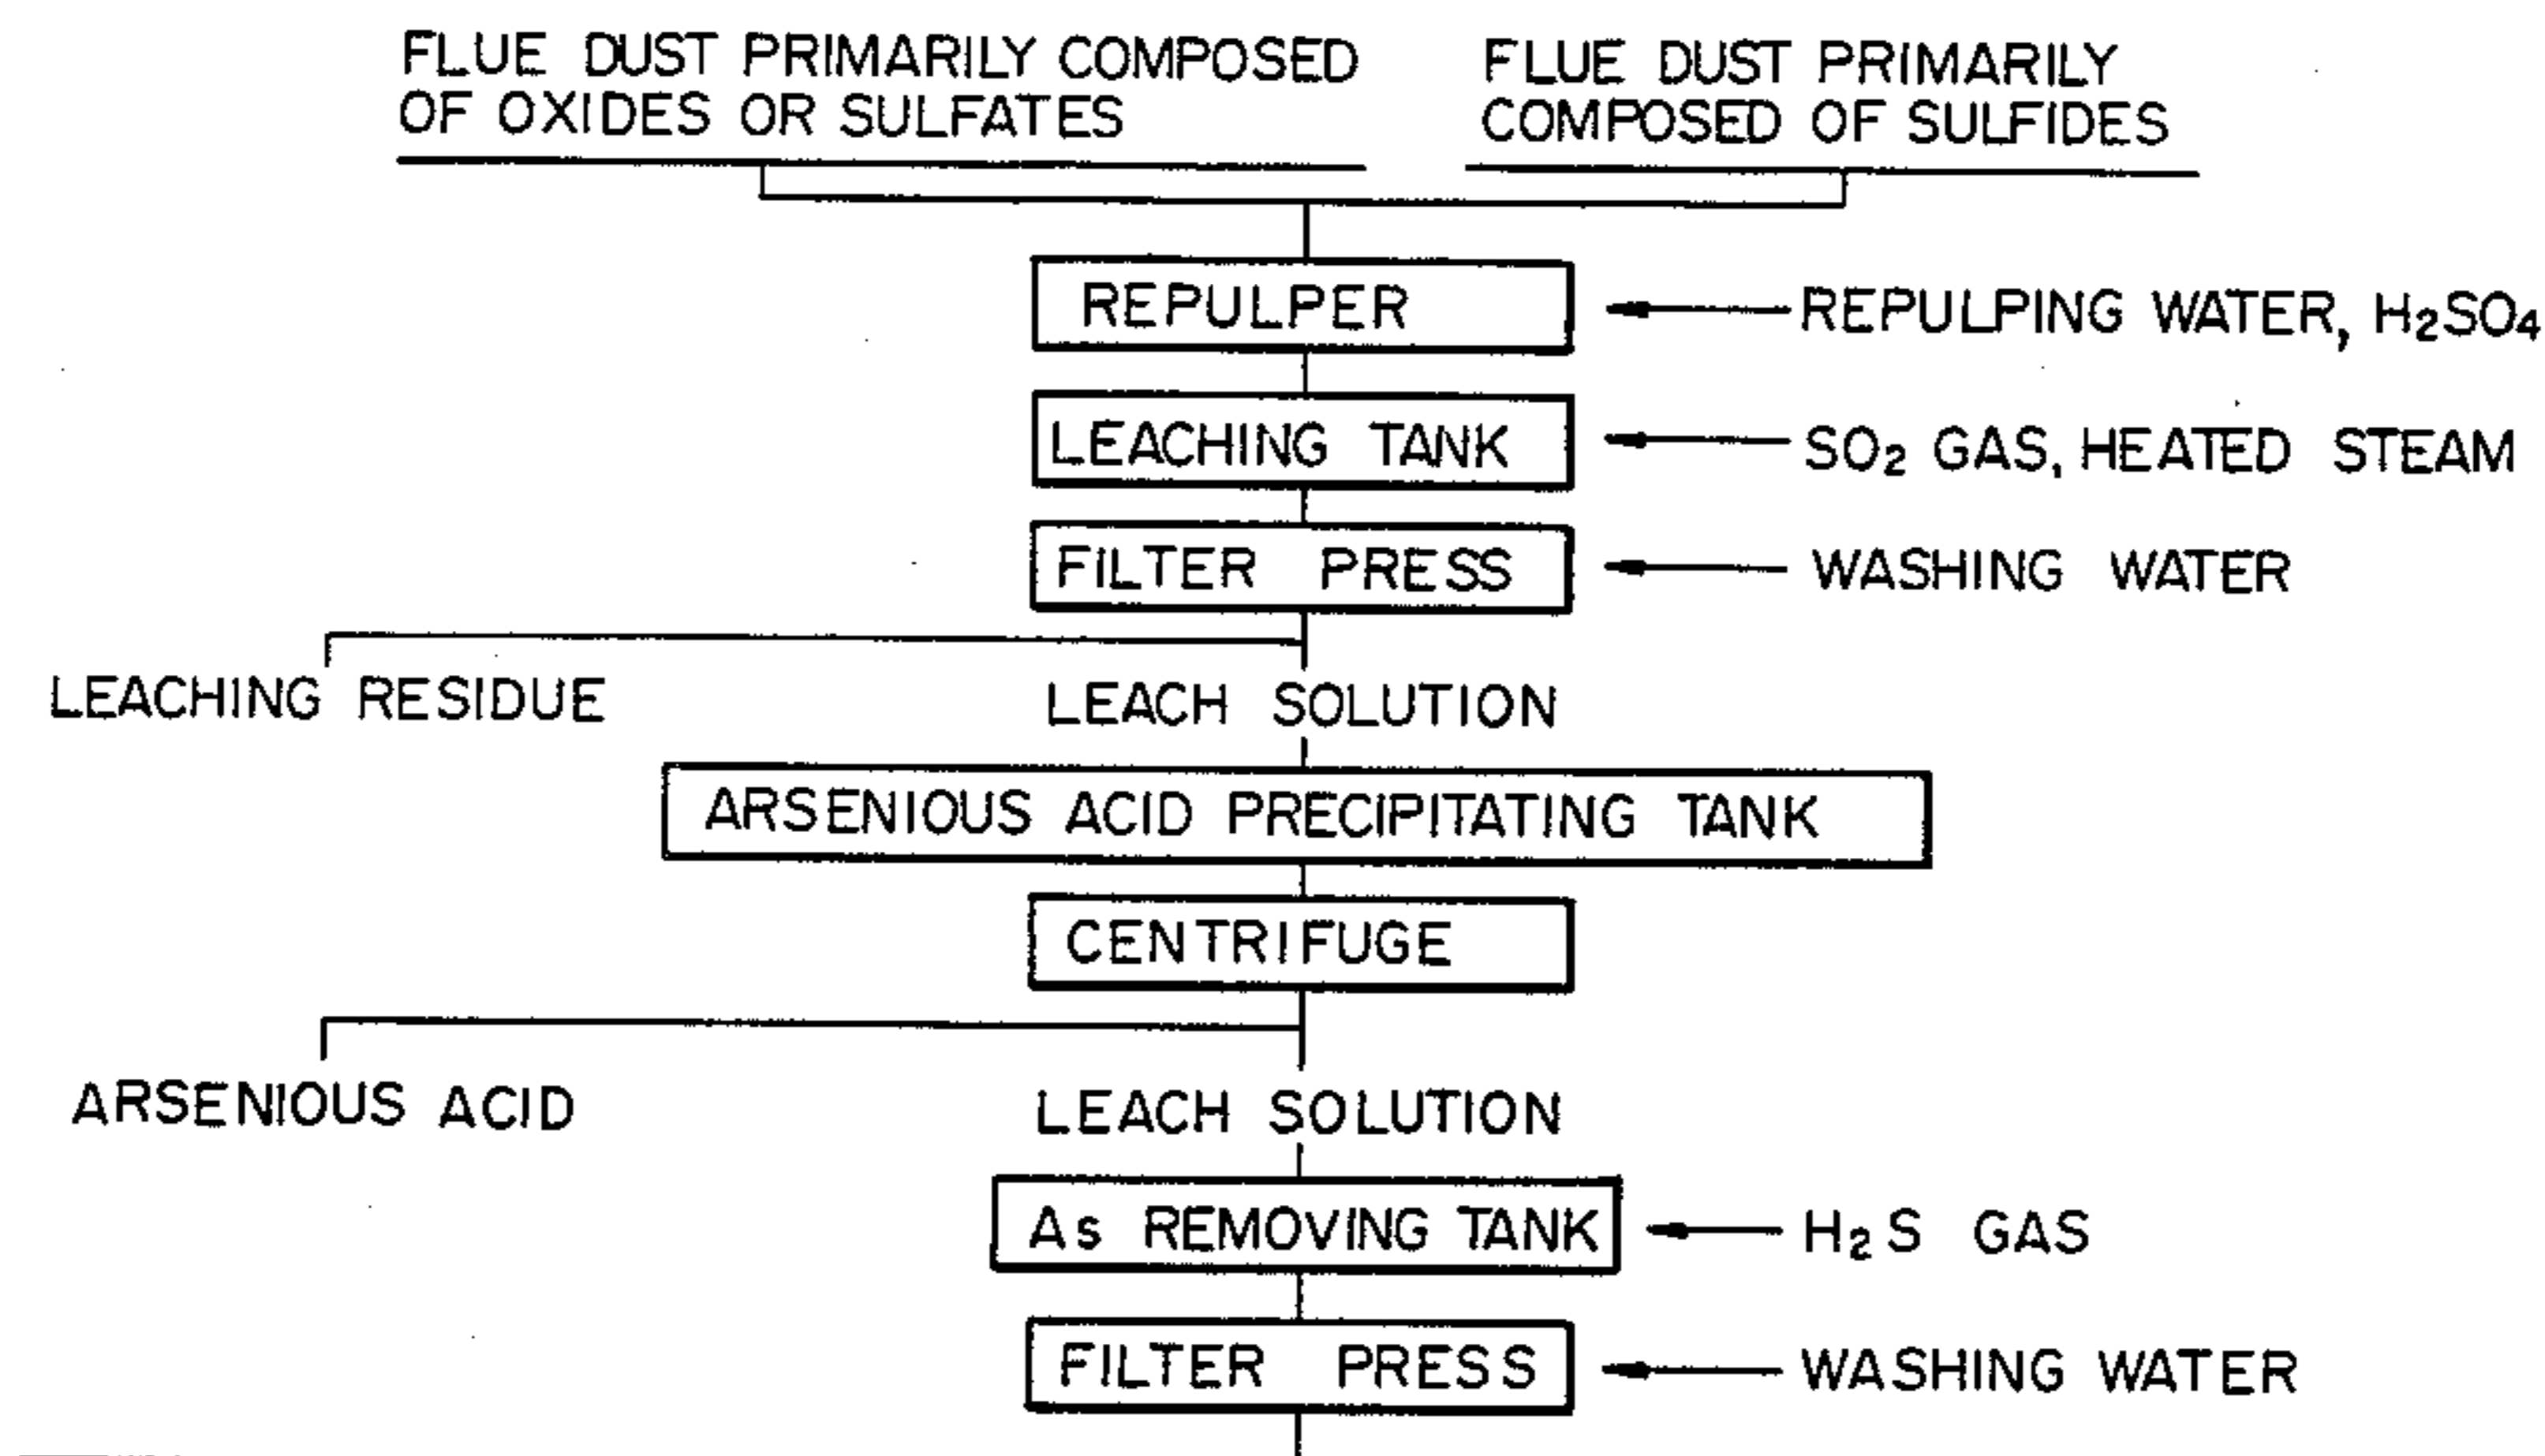 FLUE DUST PRIMARILY COMPOSED
OF OXIDES OR SULFATES
FLUE DUST PRIMARILY
COMPOSED OF SULFIDES
REPULPER
REPULPING WATER, H₂SO₄
LEACHING TANK
SO₂ GAS, HEATED STEAM
FILTER PRESS
WASHING WATER
LEACHING RESIDUE
LEACH SOLUTION
ARSENIOUS ACID PRECIPITATING TANK
CENTRIFUGE
ARSENIOUS ACID
LEACH SOLUTION
As REMOVING TANK
H₂S GAS
FILTER PRESS
WASHING WATER